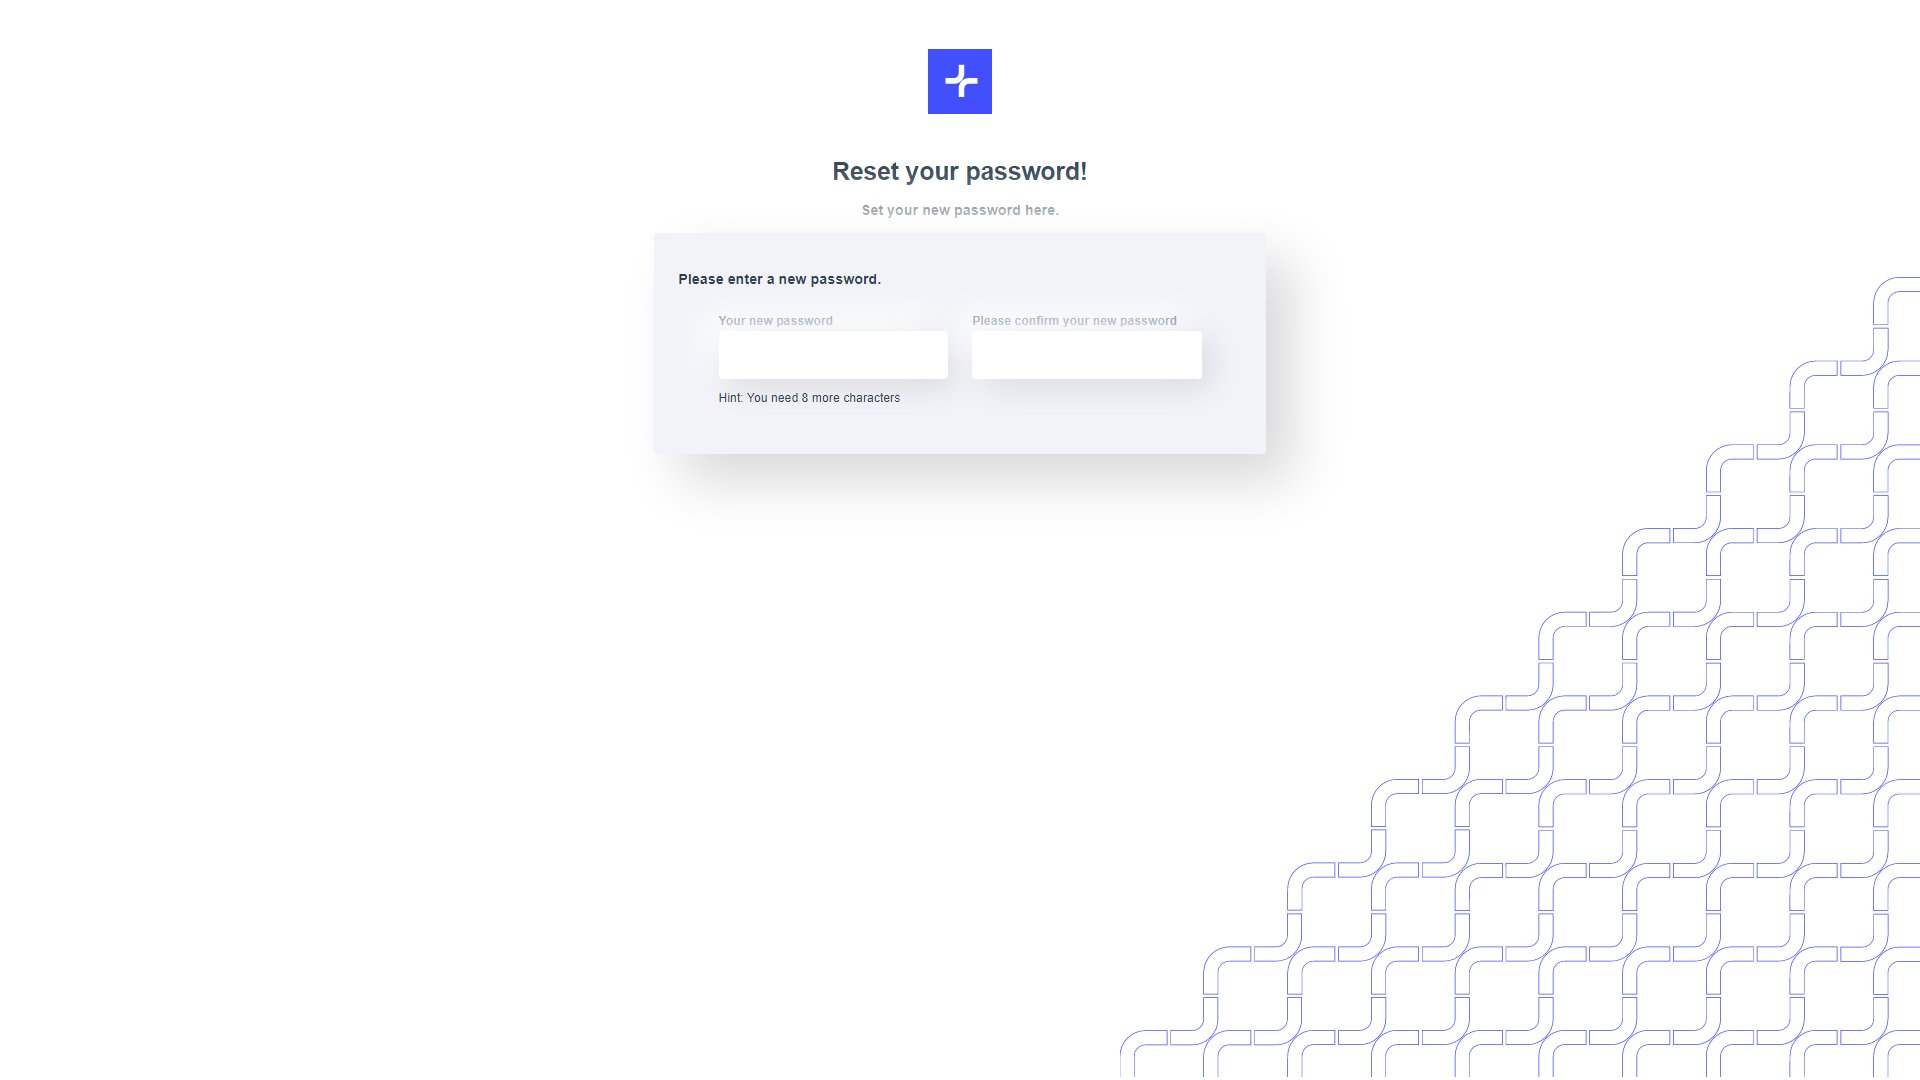 Reset your password!
Set your new password here.
Please enter a new password.
Your new password
Please confirm your new password
Hint: You need 8 more characters